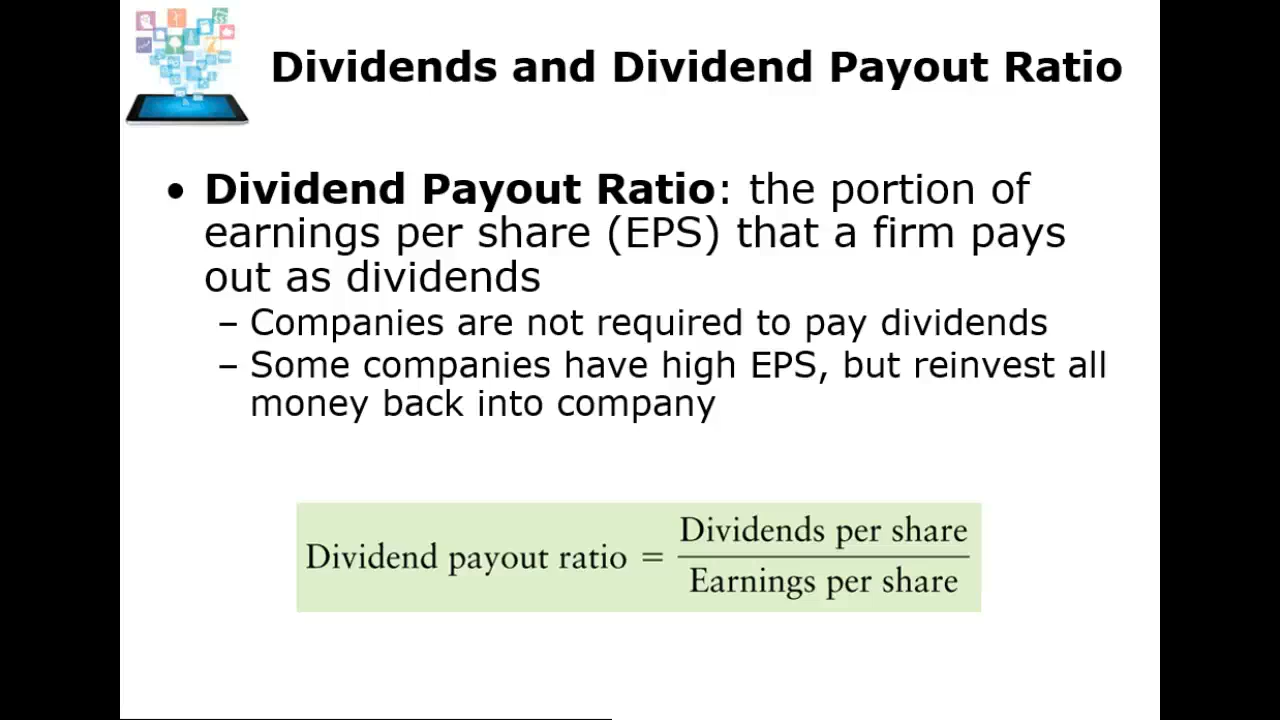 Dividends and Dividend Payout Ratio
• Dividend Payout Ratio: the portion of
earnings per share (EPS) that a firm pays
out as dividends
– Companies are not required to pay dividends
– Some companies have high EPS, but reinvest all
money back into company
Dividend payout ratio = Dividends per share
Earnings per share